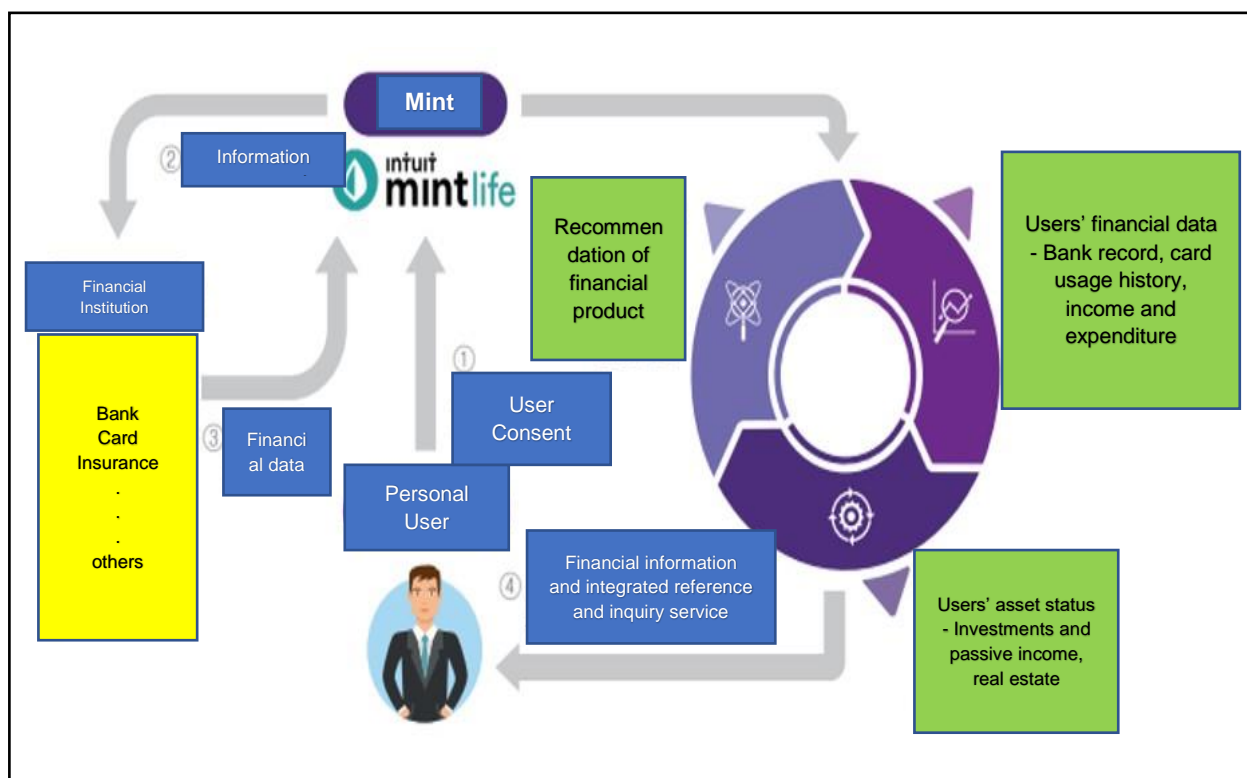 Mint
② Information
intuit
mintlife
Financial
Institution
Bank
Card
Insurance
.
.
.
others
③ Financi
al data
①
User
Consent
Personal
User
④ Financial information
and integrated reference
and inquiry service
Recommen
dation of
financial
product
Users’ financial data
- Bank record, card
usage history,
income and
expenditure
Users’ asset status
- Investments and
passive income,
real estate